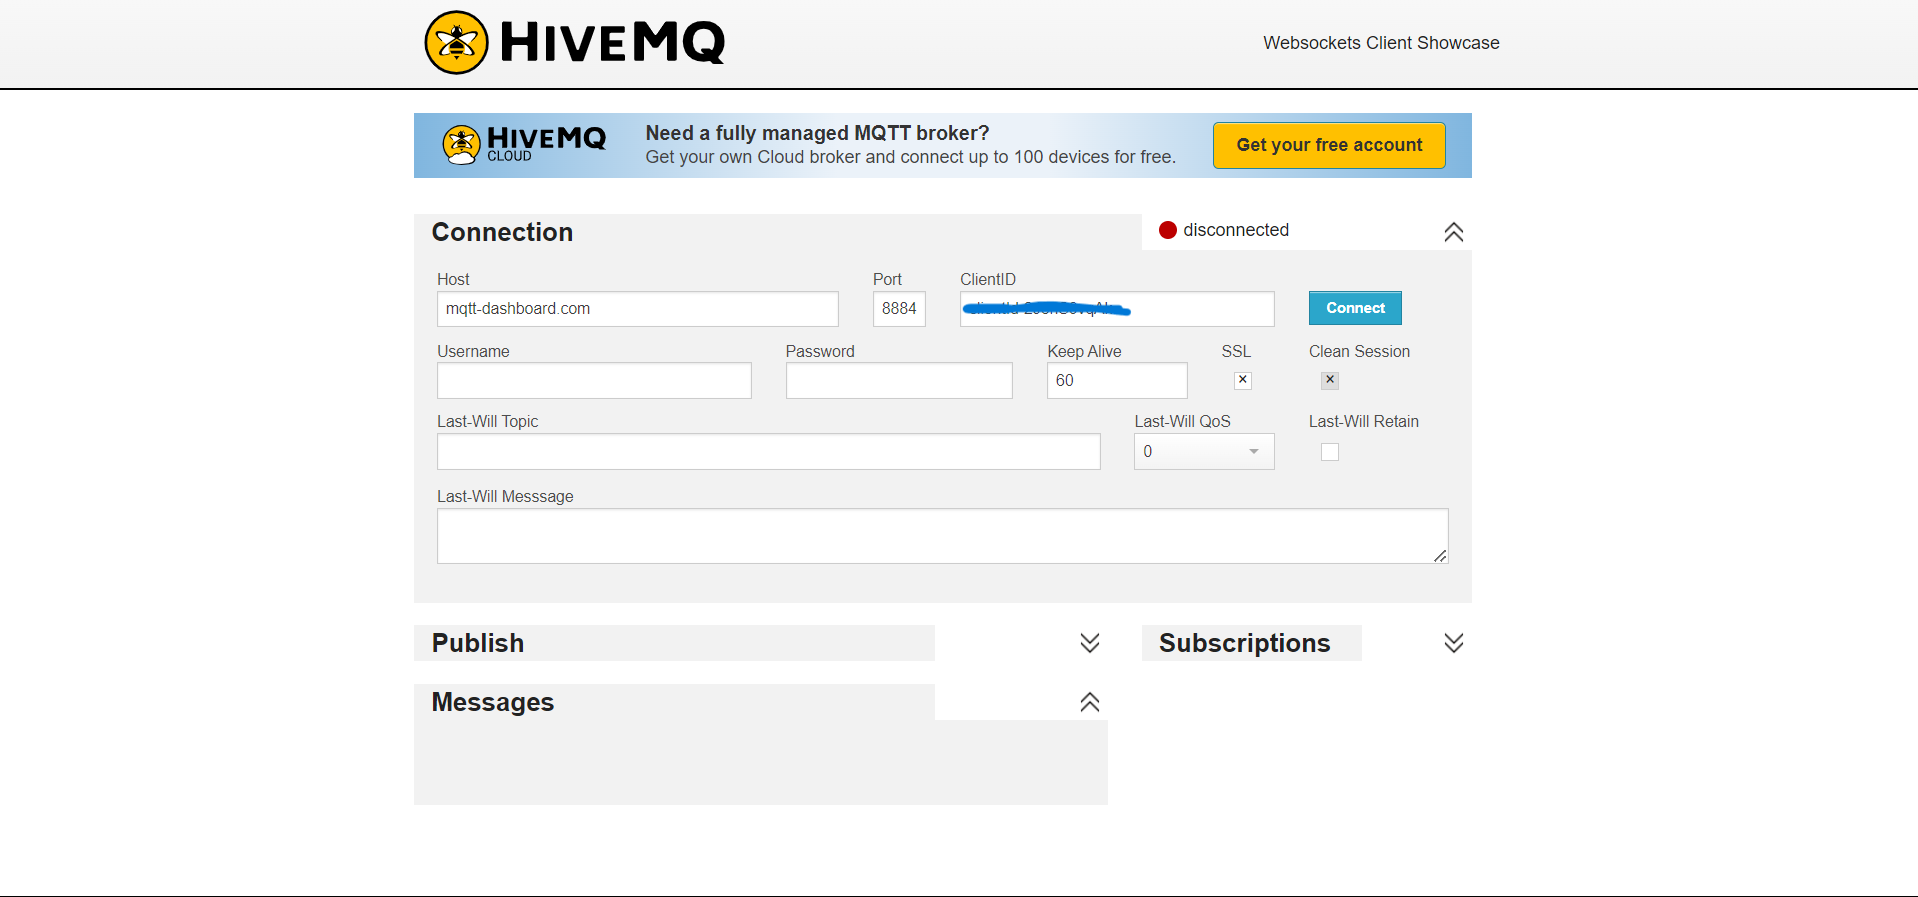 HIVEMQ
Websockets Client Showcase
HIVEMQ
CLOUD
Need a fully managed MQTT broker?
Get your own Cloud broker and connect up to 100 devices for free.
Get your free account
Connection
disconnected
Host
Port
ClientID
mqtt-dashboard.com
8884
Connect
Username
Password
Keep Alive
SSL
Clean Session
60
Last-Will Topic
Last-Will QoS
Last-Will Retain
0
Last-Will Messsage
Publish
Subscriptions
Messages